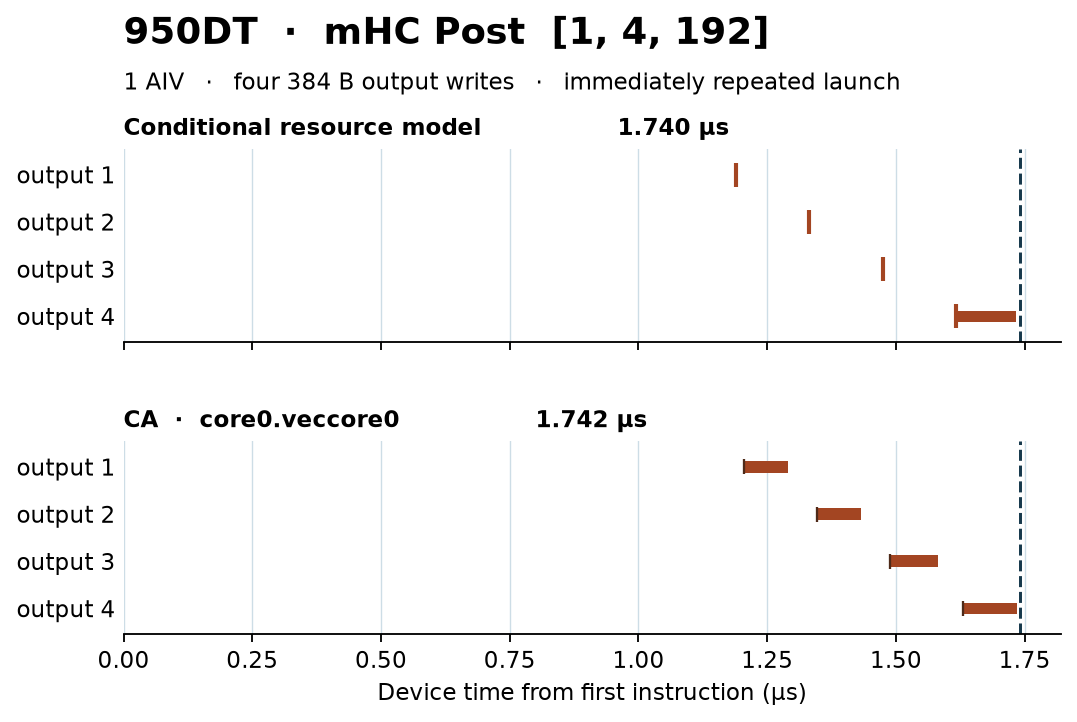 950DT · mHC Post [1, 4, 192]
1 AIV · four 384 B output writes · immediately repeated launch
Conditional resource model 1.740 µs
output 1
output 2
output 3
output 4
CA · core0.veccore0 1.742 µs
output 1
output 2
output 3
output 4
0.00 0.25 0.50 0.75 1.00 1.25 1.50 1.75
Device time from first instruction (µs)